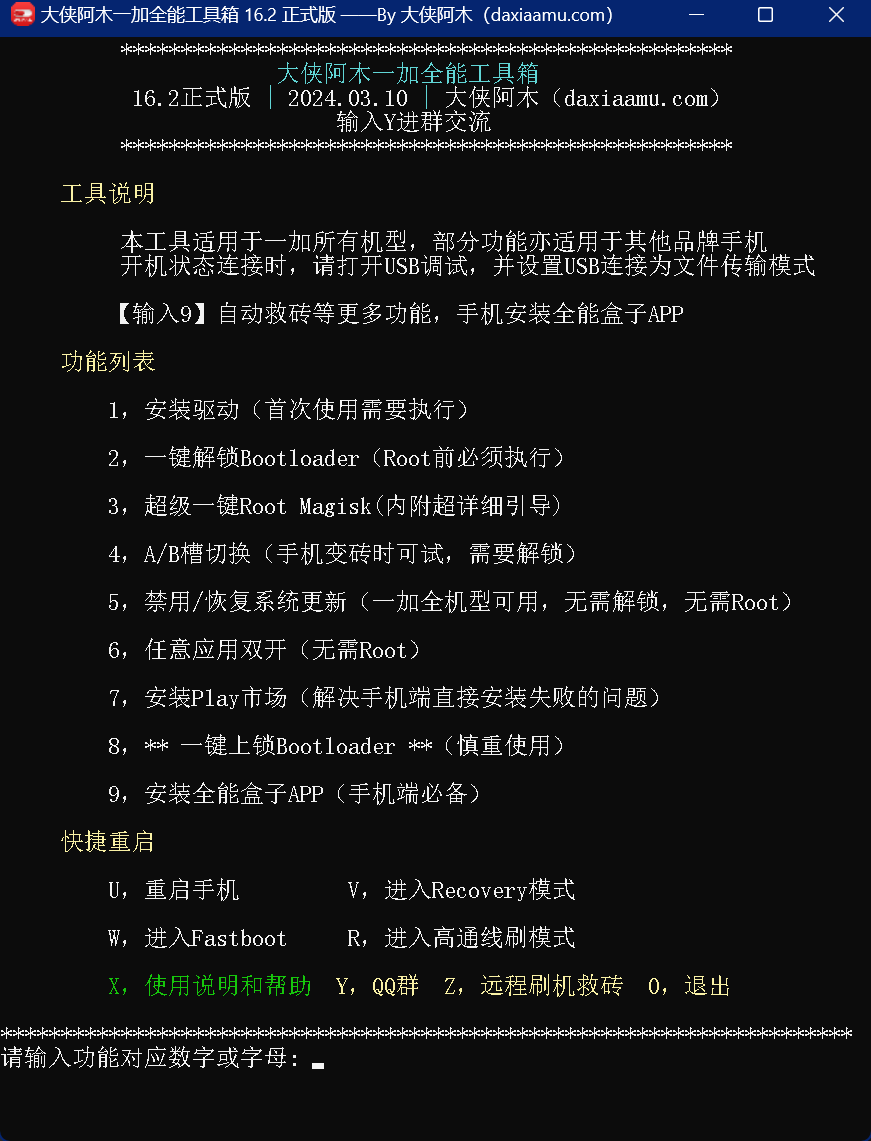 大侠阿木一加全能工具箱 16.2 正式版 ——By 大侠阿木（daxiaamu.com）
***************************************************
大侠阿木一加全能工具箱
16.2正式版 | 2024.03.10 | 大侠阿木（daxiaamu.com）
输入Y进群交流
***************************************************
工具说明
本工具适用于一加所有机型，部分功能亦适用于其他品牌手机
开机状态连接时，请打开USB调试，并设置USB连接为文件传输模式
【输入9】自动救砖等更多功能，手机安装全能盒子APP
功能列表
1，安装驱动（首次使用需要执行）
2，一键解锁Bootloader（Root前必须执行）
3，超级一键Root Magisk(内附超详细引导)
4，A/B槽切换（手机变砖时可试，需要解锁）
5，禁用/恢复系统更新（一加全机型可用，无需解锁，无需Root）
6，任意应用双开（无需Root）
7，安装Play市场（解决手机端直接安装失败的问题）
8，** 一键上锁Bootloader **（慎重使用）
9，安装全能盒子APP（手机端必备）
快捷重启
U，重启手机 V，进入Recovery模式
W，进入Fastboot R，进入高通线刷模式
X，使用说明和帮助 Y，QQ群 Z，远程刷机救砖 0，退出
***********************************************************************
请输入功能对应数字或字母: